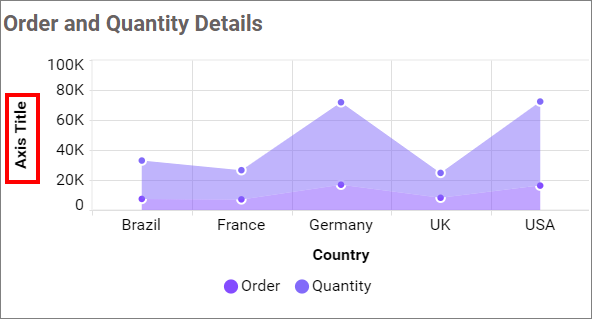 Order and Quantity Details
Axis Title
100K
80K
60K
40K
20K
0
Brazil France Germany UK USA
Country
Order Quantity